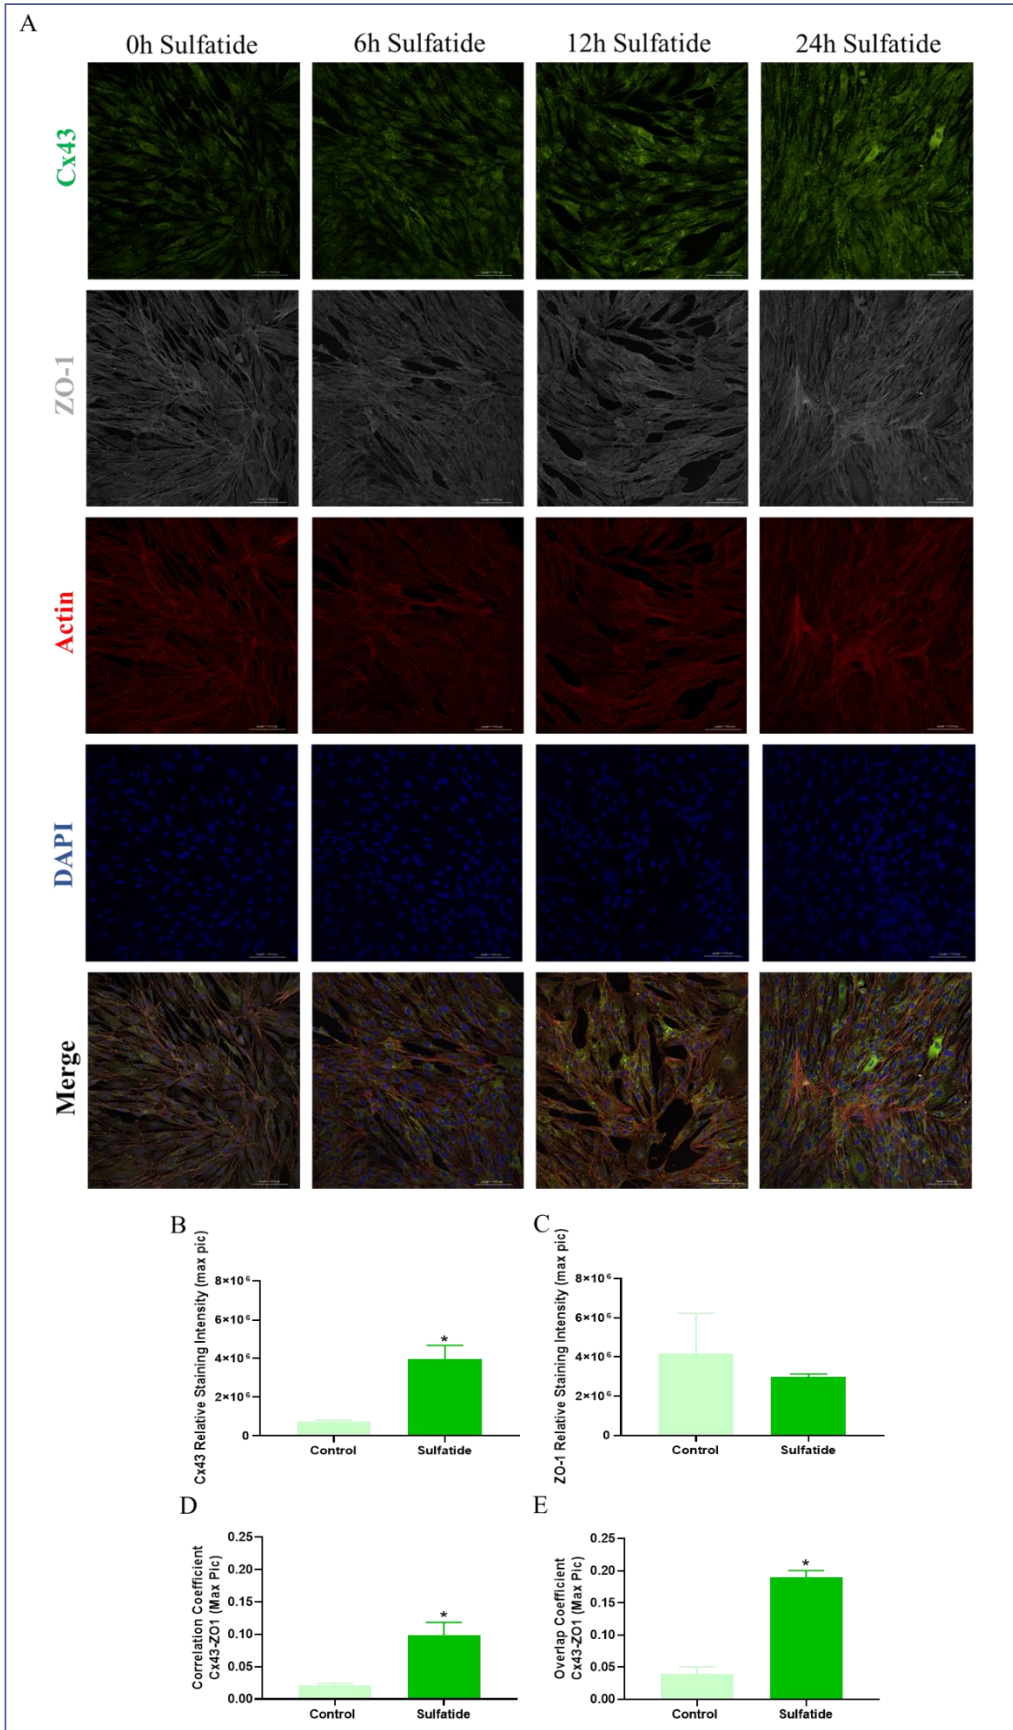 A
0h Sulfatide
6h Sulfatide
12h Sulfatide
24h Sulfatide
Cx43
ZO-1
Actin
DAPI
Merge
B
Cx43 Relative Staining Intensity (max pic)
8×10⁶
6×10⁶
4×10⁶
2×10⁶
0
*
Control
Sulfatide
C
ZO-1 Relative Staining Intensity (max pic)
8×10⁶
6×10⁶
4×10⁶
2×10⁶
0
Control
Sulfatide
D
Correlation Coefficient
Cx43-ZO1 (Max Pic)
0.25
0.20
0.15
0.10
0.05
0.00
*
Control
Sulfatide
E
Overlap Coefficient
Cx43-ZO1 (Max Pic)
0.25
0.20
0.15
0.10
0.05
0.00
*
Control
Sulfatide